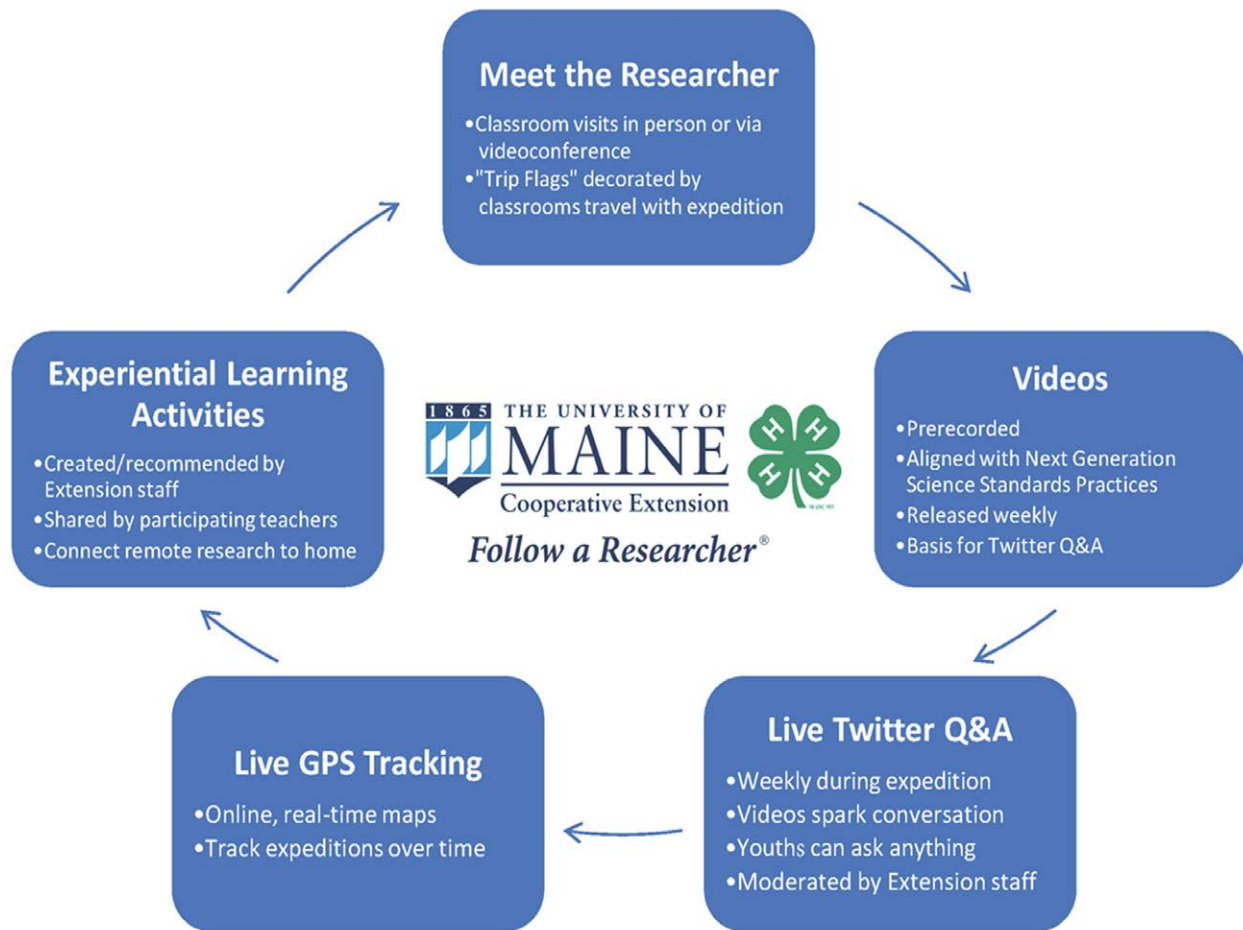 Meet the Researcher
•Classroom visits in person or via
videoconference
•"Trip Flags" decorated by
classrooms travel with expedition
Videos
•Prerecorded
•Aligned with Next Generation
Science Standards Practices
•Released weekly
•Basis for Twitter Q&A
Live Twitter Q&A
•Weekly during expedition
•Videos spark conversation
•Youths can ask anything
•Moderated by Extension staff
Live GPS Tracking
•Online, real-time maps
•Track expeditions over time
Experiential Learning
Activities
•Created/recommended by
Extension staff
•Shared by participating teachers
•Connect remote research to home
1865
THE UNIVERSITY OF
MAINE
Cooperative Extension
H H
H H
Follow a Researcher®